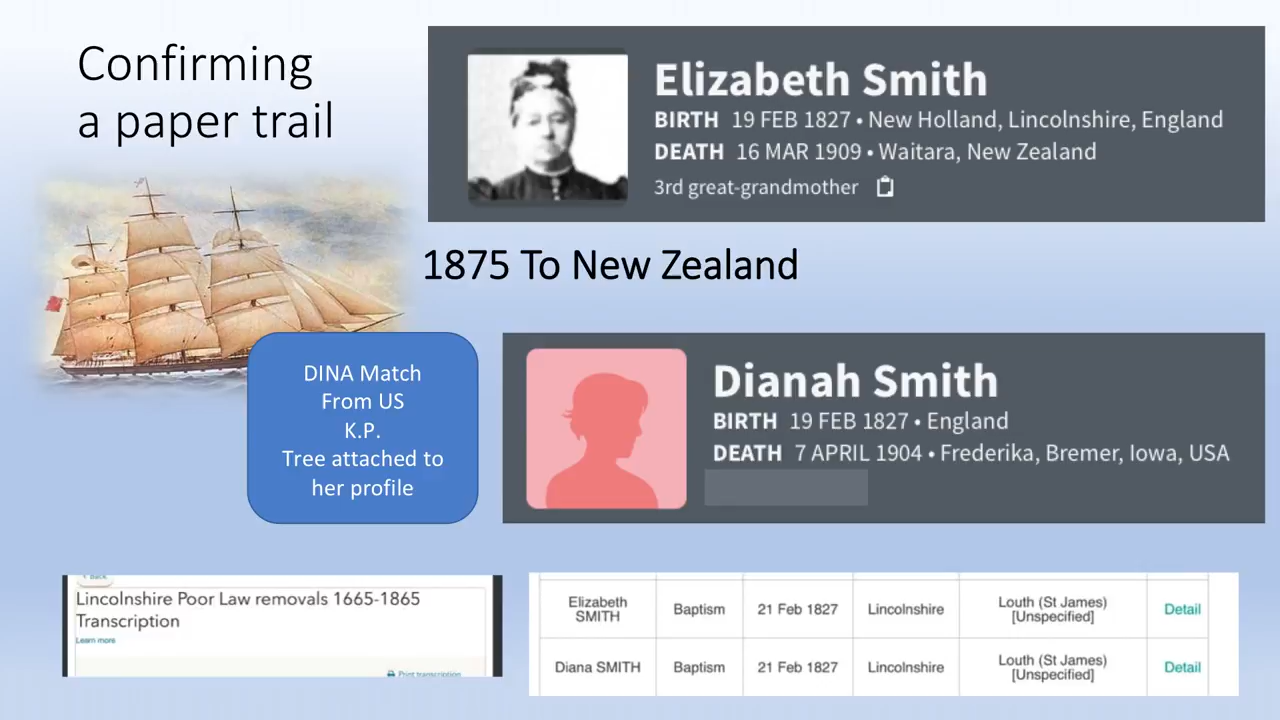 Confirming
a paper trail
Elizabeth Smith
BIRTH 19 FEB 1827 • New Holland, Lincolnshire, England
DEATH 16 MAR 1909 • Waitara, New Zealand
3rd great-grandmother
1875 To New Zealand
DINA Match
From US
K.P.
Tree attached to
her profile
Dianah Smith
BIRTH 19 FEB 1827 • England
DEATH 7 APRIL 1904 • Frederika, Bremer, Iowa, USA
Back
Lincolnshire Poor Law removals 1665-1865
Transcription
Learn more
Print transcription
Elizabeth SMITH Baptism 21 Feb 1827 Lincolnshire Louth (St James) [Unspecified] Detail
Diana SMITH Baptism 21 Feb 1827 Lincolnshire Louth (St James) [Unspecified] Detail